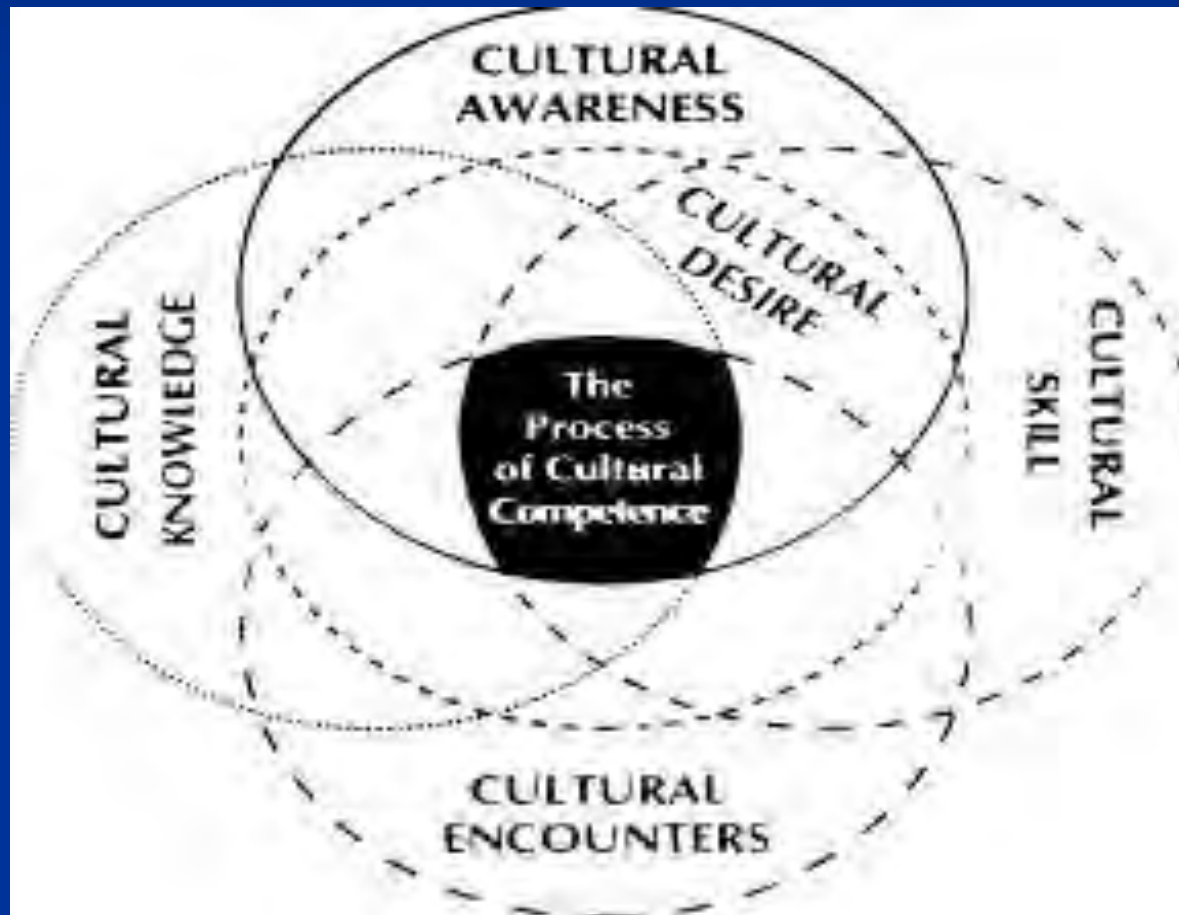 CULTURAL
AWARENESS
CULTURAL
DESIRE
CULTURAL
KNOWLEDGE
The
Process
of Cultural
Competence
CULTURAL
SKILL
CULTURAL
ENCOUNTERS